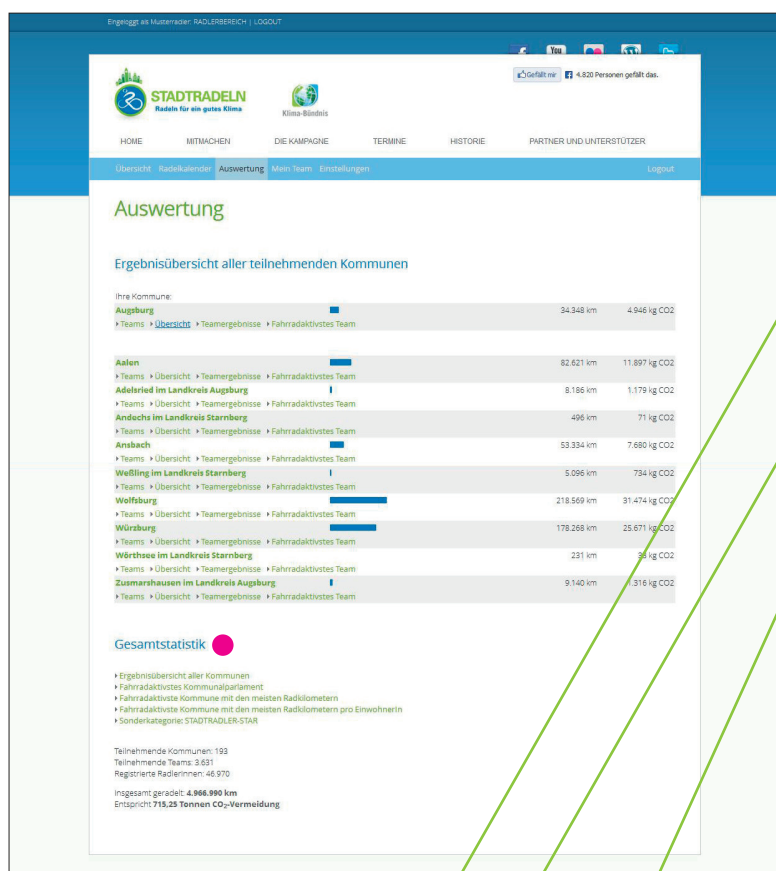 Eingeloggt als Musterradler: RADLERBEREICH | LOGOUT
You
STADTRADELN
Radeln für ein gutes Klima
Klima-Bündnis
Gefällt mir 4.820 Personen gefällt das.
HOME MITMACHEN DIE KAMPAGNE TERMINE HISTORIE PARTNER UND UNTERSTÜTZER
Übersicht Radelkalender Auswertung Mein Team Einstellungen Logout
Auswertung
Ergebnisübersicht aller teilnehmenden Kommunen
Ihre Kommune:
Augsburg 34.348 km 4.946 kg CO2
Teams Übersicht Teamergebnisse Fahrradaktivstes Team
Aalen 82.621 km 11.897 kg CO2
Teams Übersicht Teamergebnisse Fahrradaktivstes Team
Adelsried im Landkreis Augsburg 8.186 km 1.179 kg CO2
Teams Übersicht Teamergebnisse Fahrradaktivstes Team
Andechs im Landkreis Starnberg 496 km 71 kg CO2
Teams Übersicht Teamergebnisse Fahrradaktivstes Team
Ansbach 53.334 km 7.680 kg CO2
Teams Übersicht Teamergebnisse Fahrradaktivstes Team
Weßling im Landkreis Starnberg 5.096 km 734 kg CO2
Teams Übersicht Teamergebnisse Fahrradaktivstes Team
Wolfsburg 218.569 km 31.474 kg CO2
Teams Übersicht Teamergebnisse Fahrradaktivstes Team
Würzburg 178.268 km 25.671 kg CO2
Teams Übersicht Teamergebnisse Fahrradaktivstes Team
Wörthsee im Landkreis Starnberg 231 km kg CO2
Teams Übersicht Teamergebnisse Fahrradaktivstes Team
Zusmarshausen im Landkreis Augsburg 9.140 km 1.316 kg CO2
Teams Übersicht Teamergebnisse Fahrradaktivstes Team
Gesamtstatistik
Ergebnisübersicht aller Kommunen
Fahrradaktivstes Kommunalparlament
Fahrradaktivste Kommune mit den meisten Radkilometern
Fahrradaktivste Kommune mit den meisten Radkilometern pro EinwohnerIn
Sonderkategorie: STADTRADLER-STAR
Teilnehmende Kommunen: 193
Teilnehmende Teams: 3.631
Registrierte RadlerInnen: 46.970
Insgesamt geradelt: 4.966.990 km
Entspricht 715,25 Tonnen CO₂-Vermeidung